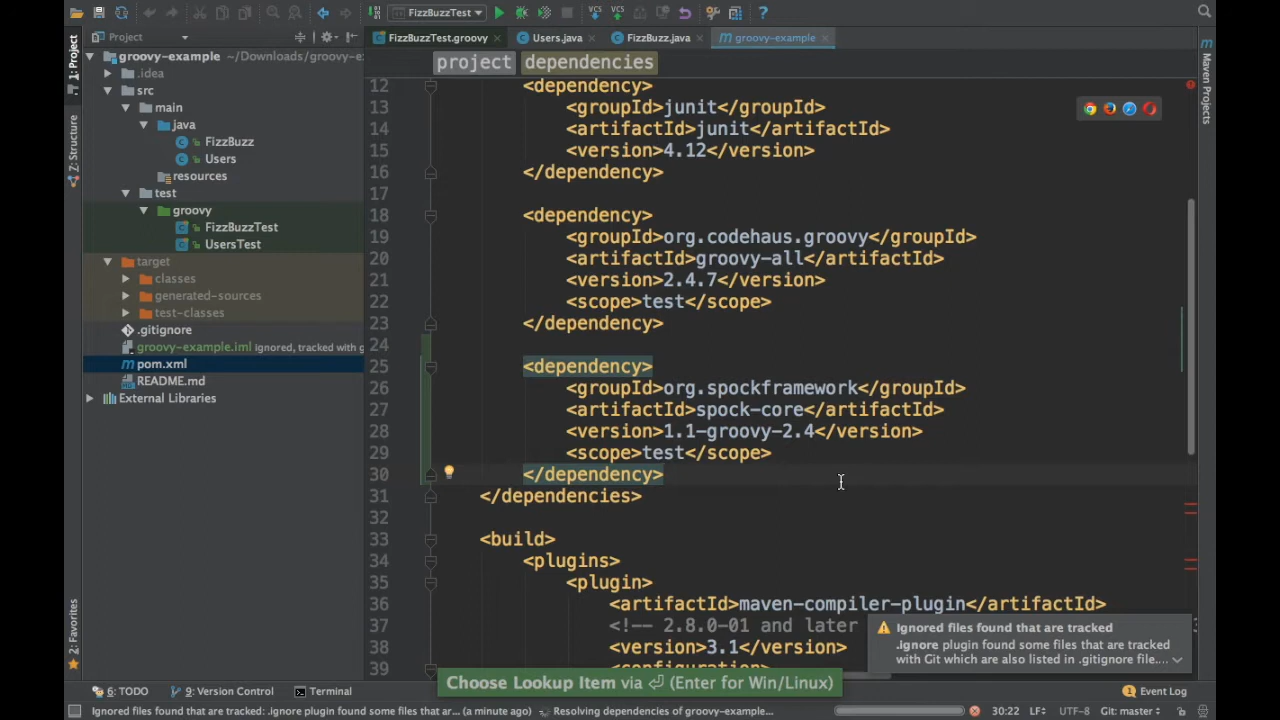 FizzBuzzTest
Project
FizzBuzzTest.groovy
Users.java
FizzBuzz.java
groovy-example
project
dependencies
1: Project
Z: Structure
2: Favorites
Maven Projects
groovy-example ~/Downloads/groovy-e
.idea
src
main
java
FizzBuzz
Users
resources
test
groovy
FizzBuzzTest
UsersTest
target
classes
generated-sources
test-classes
.gitignore
groovy-example.iml ignored, tracked with g
pom.xml
README.md
External Libraries
12 <dependency>
13 <groupId>junit</groupId>
14 <artifactId>junit</artifactId>
15 <version>4.12</version>
16 </dependency>
17
18 <dependency>
19 <groupId>org.codehaus.groovy</groupId>
20 <artifactId>groovy-all</artifactId>
21 <version>2.4.7</version>
22 <scope>test</scope>
23 </dependency>
24
25 <dependency>
26 <groupId>org.spockframework</groupId>
27 <artifactId>spock-core</artifactId>
28 <version>1.1-groovy-2.4</version>
29 <scope>test</scope>
30 </dependency>
31 </dependencies>
32
33 <build>
34 <plugins>
35 <plugin>
36 <artifactId>maven-compiler-plugin</artifactId>
37 <!-- 2.8.0-01 and later
38 <version>3.1</version>
39 <configuration>
Ignored files found that are tracked
.Ignore plugin found some files that are tracked
with Git which are also listed in .gitignore file....
Choose Lookup Item via ⏎ (Enter for Win/Linux)
6: TODO
9: Version Control
Terminal
1 Event Log
Ignored files found that are tracked: .Ignore plugin found some files that ar... (a minute ago)
Resolving dependencies of groovy-example...
30:22
LF
UTF-8
Git: master